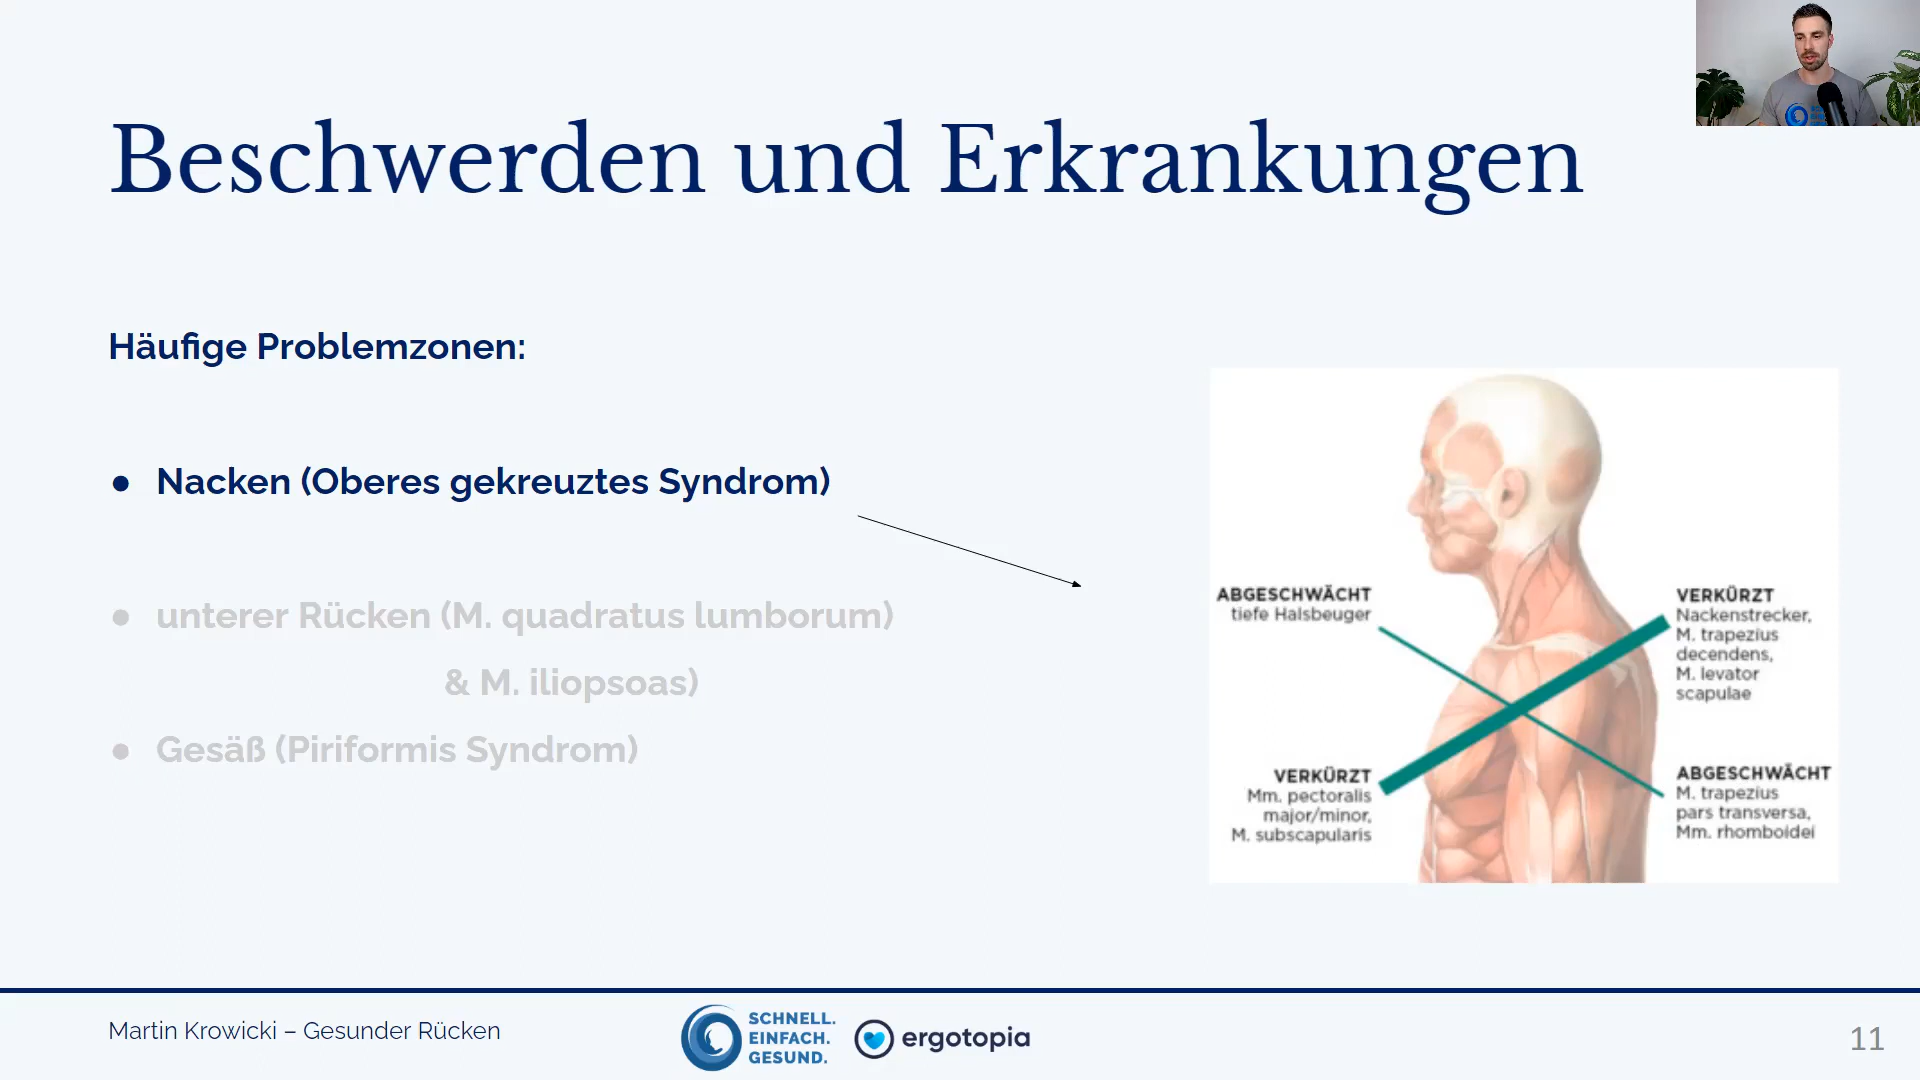 Beschwerden und Erkrankungen
Häufige Problemzonen:
● Nacken (Oberes gekreuztes Syndrom)
● unterer Rücken (M. quadratus lumborum)
& M. iliopsoas)
● Gesäß (Piriformis Syndrom)
ABGESCHWÄCHT
tiefe Halsbeuger
VERKÜRZT
Nackenstrecker,
M. trapezius
decendens,
M. levator
scapulae
VERKÜRZT
Mm. pectoralis
major/minor,
M. subscapularis
ABGESCHWÄCHT
M. trapezius
pars transversa,
Mm. rhomboidei
Martin Krowicki – Gesunder Rücken
SCHNELL.
EINFACH.
GESUND.
ergotopia
11